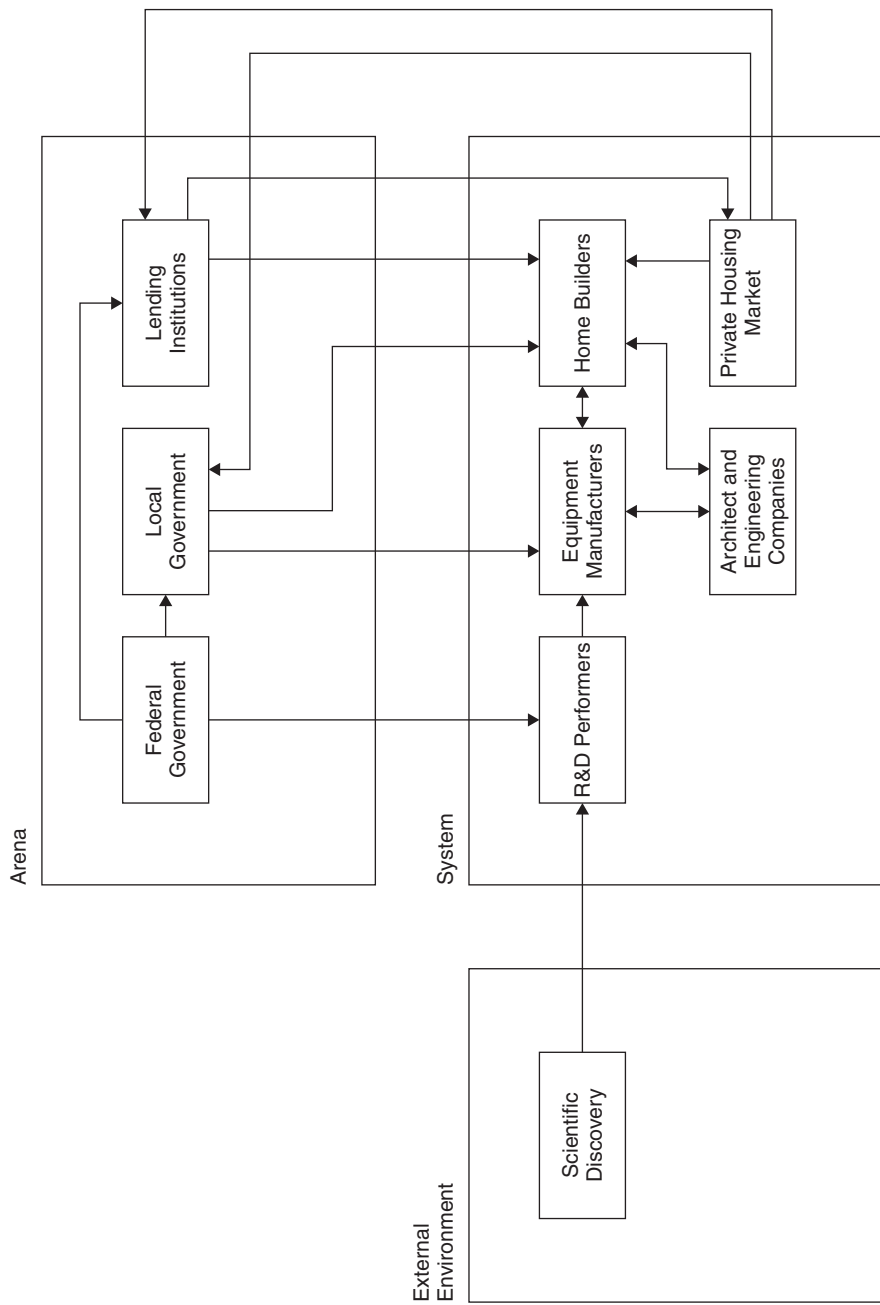 Arena
Federal
Government
Local
Government
Lending
Institutions
External
Environment
Scientific
Discovery
System
R&D Performers
Equipment
Manufacturers
Home Builders
Architect and
Engineering
Companies
Private Housing
Market